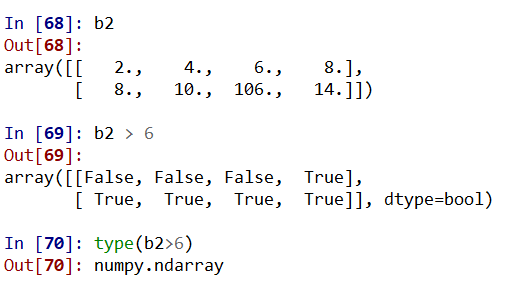 In [68]: b2
Out[68]:
array([[   2.,    4.,    6.,    8.],
       [   8.,   10.,  106.,   14.]])
In [69]: b2 > 6
Out[69]:
array([[False, False, False,  True],
       [ True,  True,  True,  True]], dtype=bool)
In [70]: type(b2>6)
Out[70]: numpy.ndarray